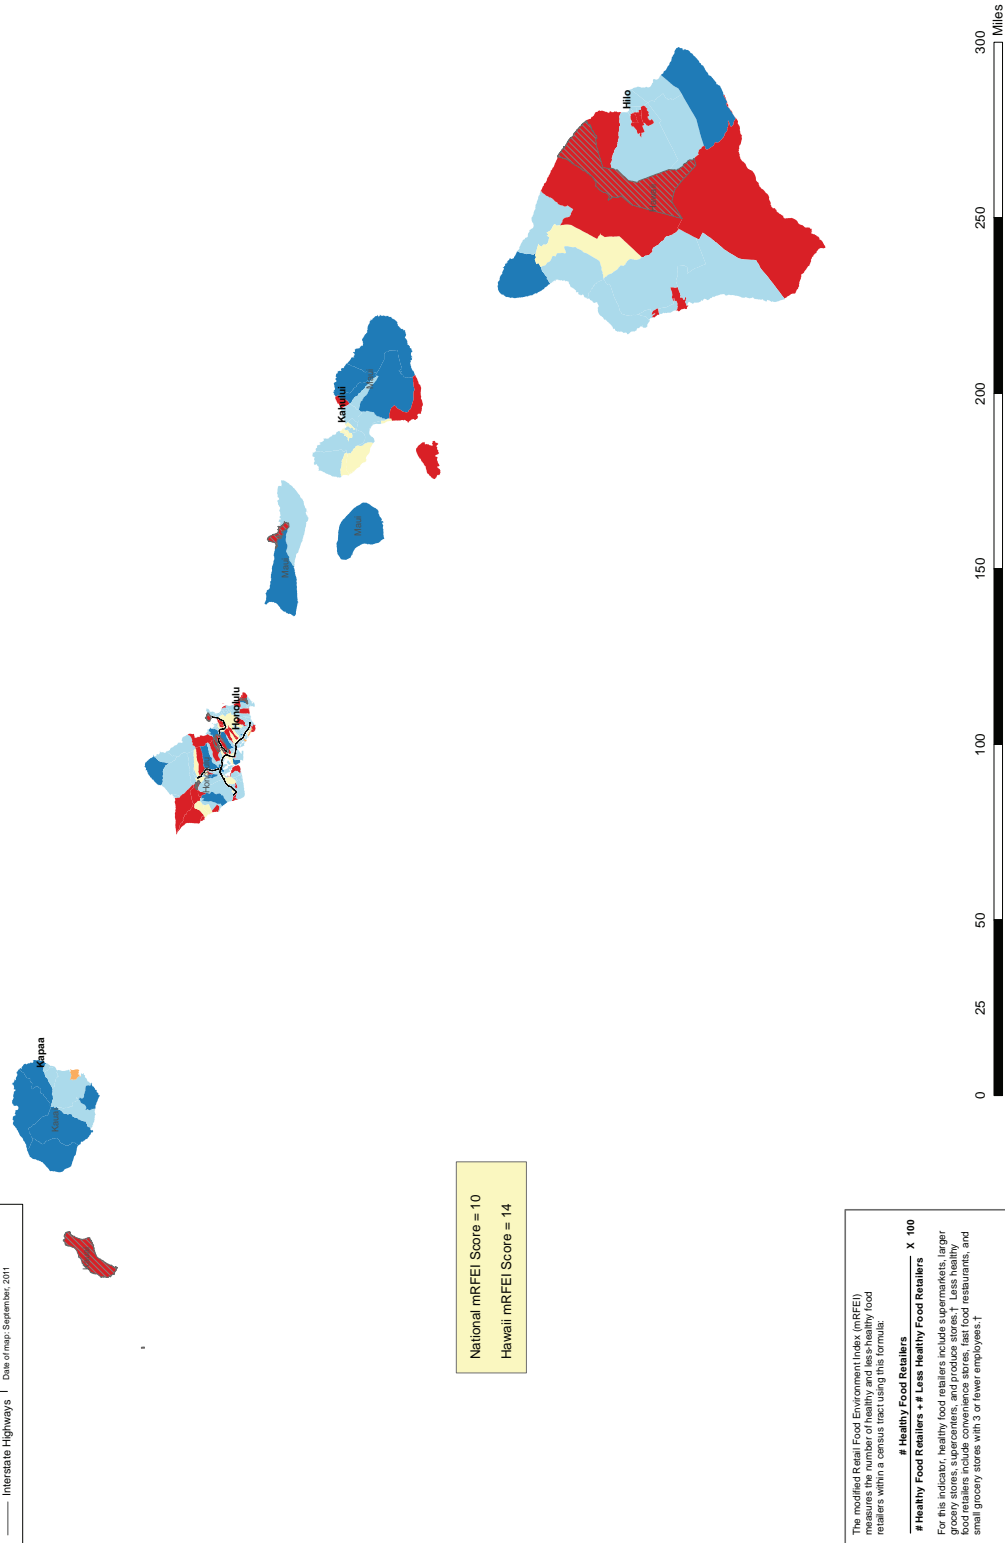 Interstate Highways
Date of map: September, 2011
Kapaa
Kauai
Honolulu
Maui
Maui
Kahului
Maui
Hilo
National mRFEI Score = 10
Hawaii mRFEI Score = 14
The modified Retail Food Environment Index (mRFEI)
measures the number of healthy and less-healthy food
retailers within a census tract using this formula:
# Healthy Food Retailers
# Healthy Food Retailers + # Less Healthy Food Retailers
X 100
For this indicator, healthy food retailers include supermarkets, larger
grocery stores, supercenters, and produce stores.† Less healthy
food retailers include convenience stores, fast food restaurants, and
small grocery stores with 3 or fewer employees.†
0 25 50 100 150 200 250 300
Miles